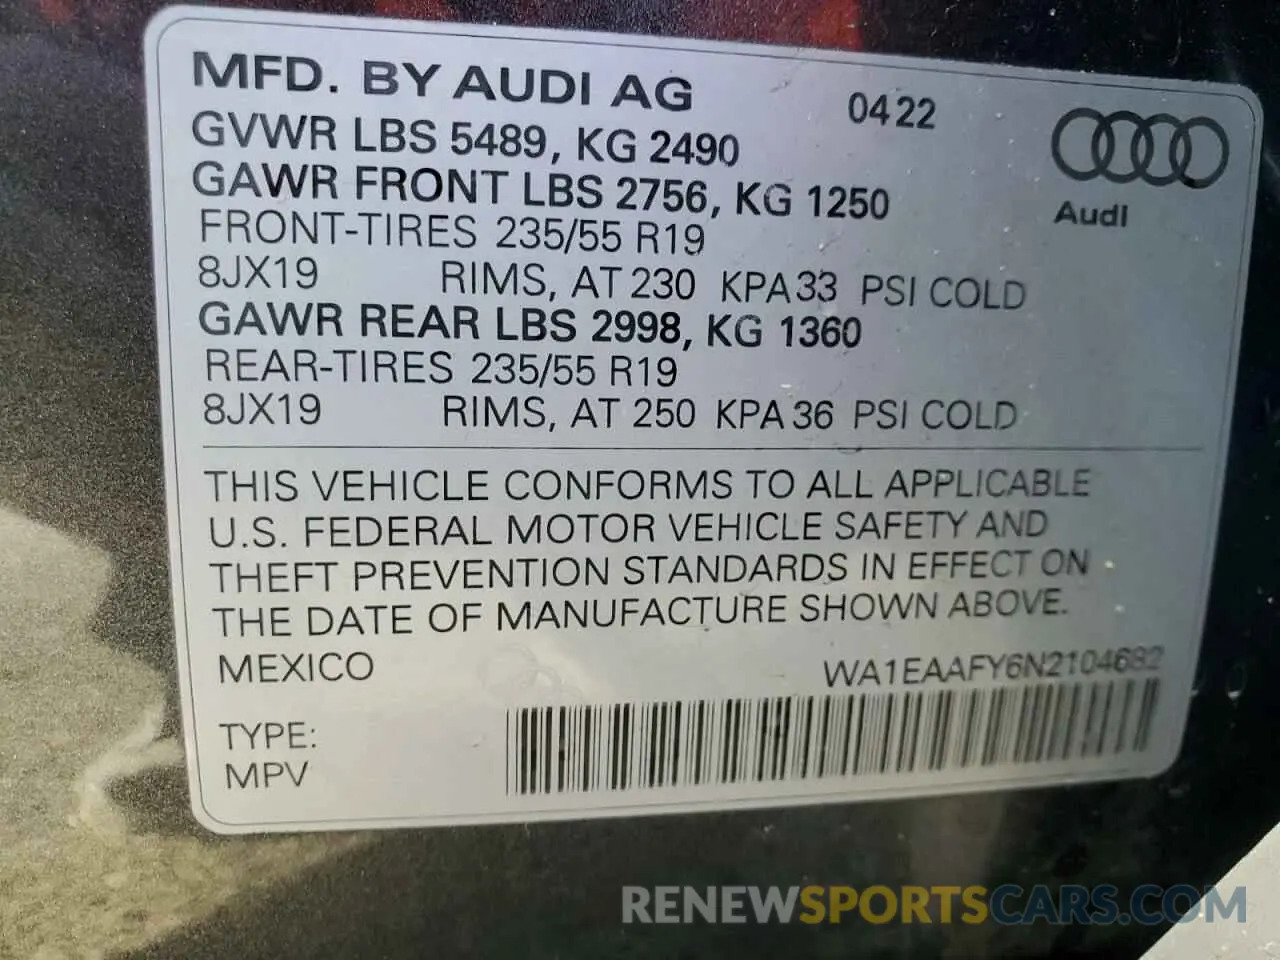 MFD. BY AUDI AG 0422
GVWR LBS 5489, KG 2490
GAWR FRONT LBS 2756, KG 1250
Audi
FRONT-TIRES 235/55 R19
8JX19 RIMS, AT 230 KPA 33 PSI COLD
GAWR REAR LBS 2998, KG 1360
REAR-TIRES 235/55 R19
8JX19 RIMS, AT 250 KPA 36 PSI COLD
THIS VEHICLE CONFORMS TO ALL APPLICABLE
U.S. FEDERAL MOTOR VEHICLE SAFETY AND
THEFT PREVENTION STANDARDS IN EFFECT ON
THE DATE OF MANUFACTURE SHOWN ABOVE.
MEXICO WA1EAAFY6N2104682
TYPE:
MPV
RENEWSPORTSCARS.COM